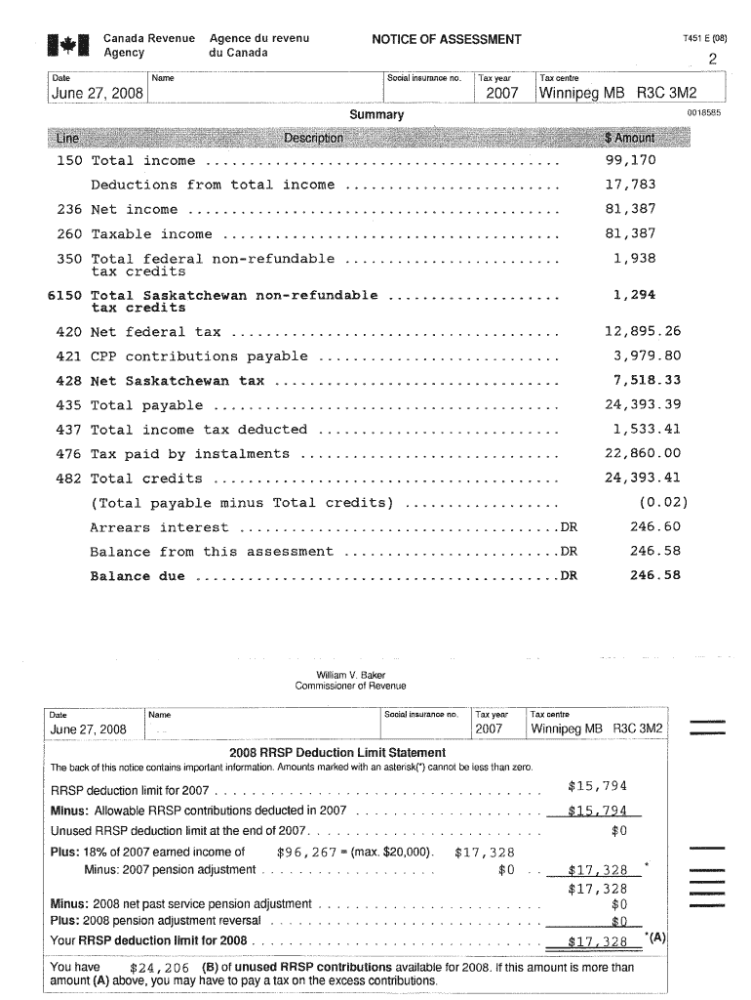 Canada Revenue Agence du revenu NOTICE OF ASSESSMENT T451 E (08)
Agency du Canada
2
Date Name Social insurance no. Tax year Tax centre
June 27, 2008 2007 Winnipeg MB R3C 3M2
Summary 0018585
Line Description $ Amount
150 Total income ........................................ 99,170
Deductions from total income ........................ 17,783
236 Net income .......................................... 81,387
260 Taxable income ...................................... 81,387
350 Total federal non-refundable ........................ 1,938
tax credits
6150 Total Saskatchewan non-refundable ................... 1,294
tax credits
420 Net federal tax ..................................... 12,895.26
421 CPP contributions payable ........................... 3,979.80
428 Net Saskatchewan tax ................................ 7,518.33
435 Total payable ....................................... 24,393.39
437 Total income tax deducted ........................... 1,533.41
476 Tax paid by instalments ............................. 22,860.00
482 Total credits ....................................... 24,393.41
(Total payable minus Total credits) ................. (0.02)
Arrears interest ....................................DR 246.60
Balance from this assessment ........................DR 246.58
Balance due .........................................DR 246.58
William V. Baker
Commissioner of Revenue
Date Name Social insurance no. Tax year Tax centre
June 27, 2008 2007 Winnipeg MB R3C 3M2
2008 RRSP Deduction Limit Statement
The back of this notice contains important information. Amounts marked with an asterisk(*) cannot be less than zero.
RRSP deduction limit for 2007 . . . . . . . . . . . . . . . . . . . . $15,794
Minus: Allowable RRSP contributions deducted in 2007 . . . . . . . . . . . $15,794
Unused RRSP deduction limit at the end of 2007. . . . . . . . . . . . . . $0
Plus: 18% of 2007 earned income of $96,267 = (max. $20,000). $17,328
Minus: 2007 pension adjustment . . . . . . . . . . . $0 . . $17,328 *
$17,328
Minus: 2008 net past service pension adjustment . . . . . . . . . . . . . $0
Plus: 2008 pension adjustment reversal . . . . . . . . . . . . . . . . $0
Your RRSP deduction limit for 2008 . . . . . . . . . . . . . . . . . $17,328 *(A)
You have $24,206 (B) of unused RRSP contributions available for 2008. If this amount is more than
amount (A) above, you may have to pay a tax on the excess contributions.